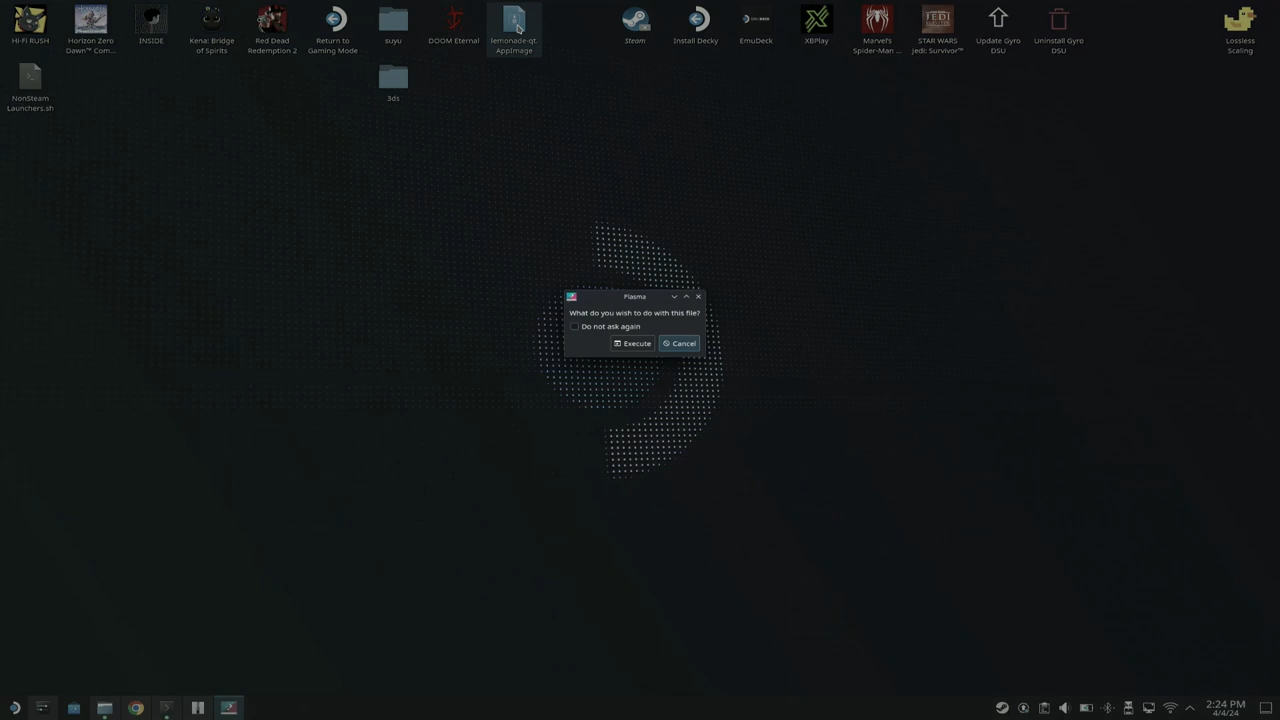 Hi-Fi RUSH
Horizon Zero
Dawn™ Com...
INSIDE
Kena: Bridge
of Spirits
Red Dead
Redemption 2
Return to
Gaming Mode
suyu
DOOM Eternal
lemonade-qt.
AppImage
Steam
Install Decky
EMUDECK
EmuDeck
XBPlay
Marvel's
Spider-Man ...
STAR WARS
Jedi: Survivor™
Update Gyro
DSU
Uninstall Gyro
DSU
Lossless
Scaling
NonSteam
Launchers.sh
3ds
Plasma
What do you wish to do with this file?
Do not ask again
Execute
Cancel
2:24 PM
4/4/24